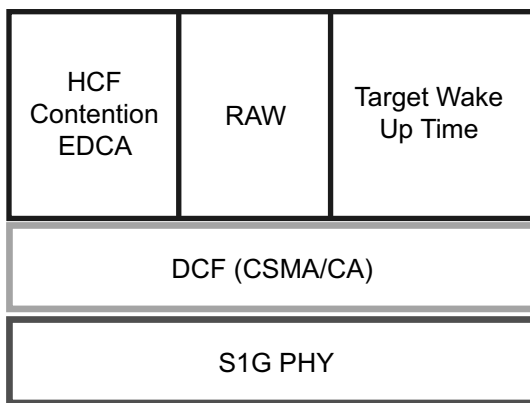 HCF
Contention
EDCA
RAW
Target Wake
Up Time
DCF (CSMA/CA)
S1G PHY